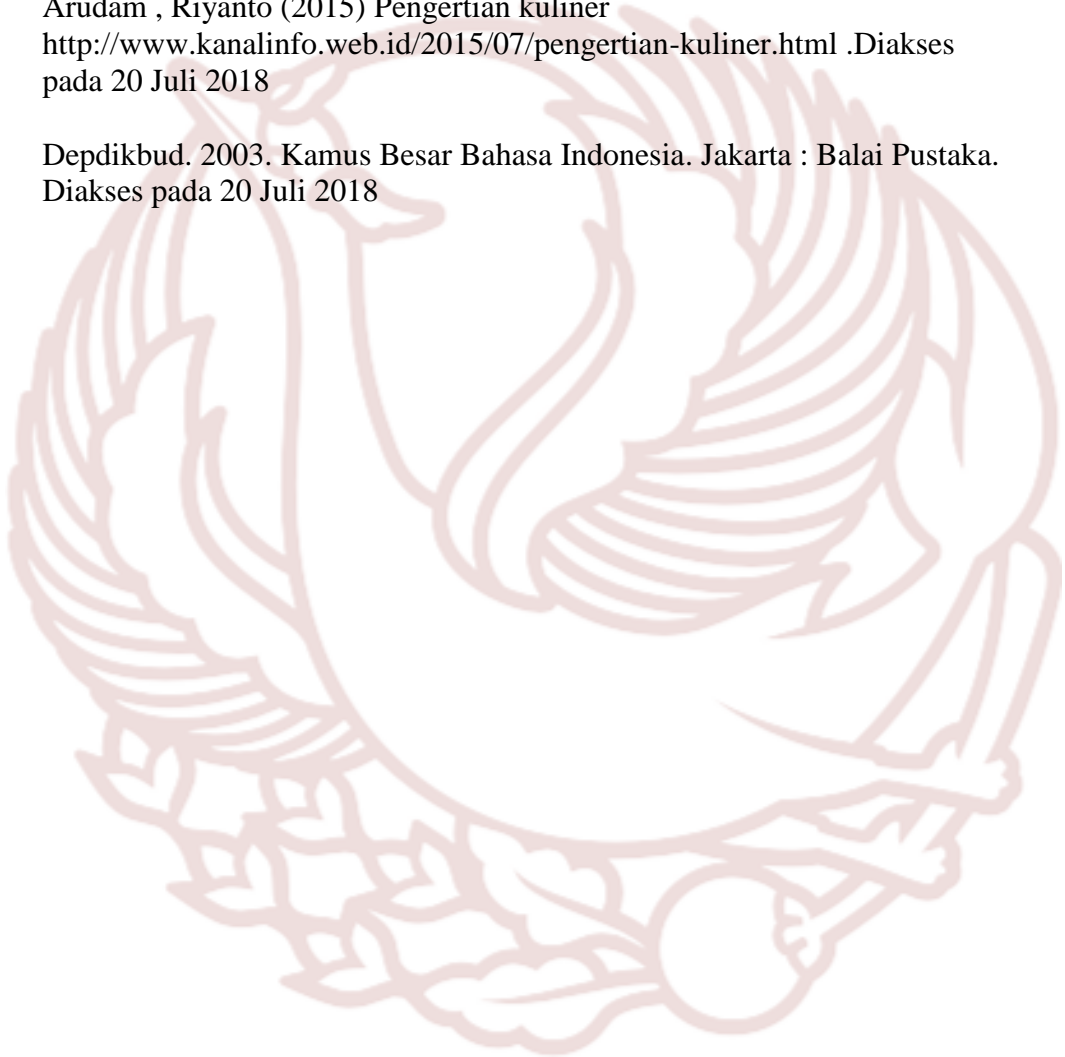 Arudam , Riyanto (2015) Pengertian kuliner
http://www.kanalinfo.web.id/2015/07/pengertian-kuliner.html .Diakses
pada 20 Juli 2018
Depdikbud. 2003. Kamus Besar Bahasa Indonesia. Jakarta : Balai Pustaka.
Diakses pada 20 Juli 2018